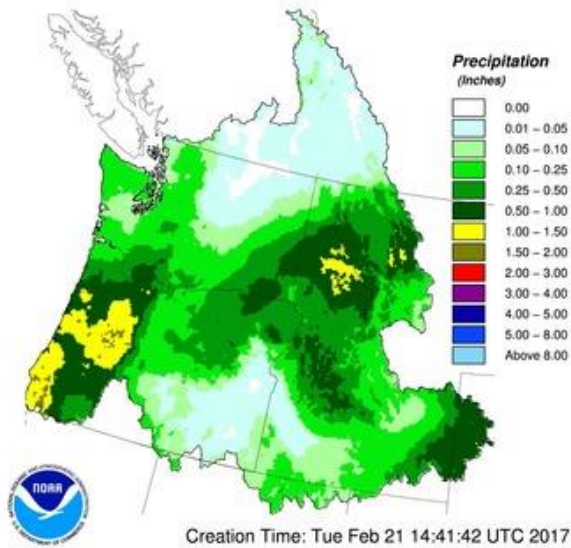 Precipitation
(Inches)
0.00
0.01 - 0.05
0.05 - 0.10
0.10 - 0.25
0.25 - 0.50
0.50 - 1.00
1.00 - 1.50
1.50 - 2.00
2.00 - 3.00
3.00 - 4.00
4.00 - 5.00
5.00 - 8.00
Above 8.00
NOAA
Creation Time: Tue Feb 21 14:41:42 UTC 2017